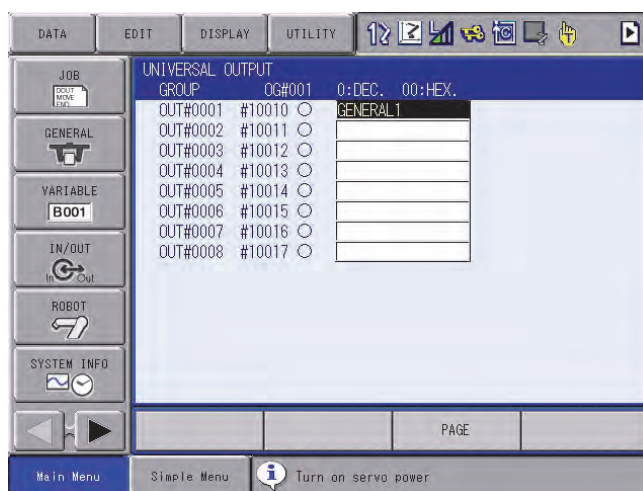 DATA EDIT DISPLAY UTILITY 12
JOB
DOUT
MOVE
END
GENERAL
VARIABLE
B001
IN/OUT
In Out
ROBOT
SYSTEM INFO
UNIVERSAL OUTPUT
GROUP OG#001 0:DEC. 00:HEX.
OUT#0001 #10010 GENERAL1
OUT#0002 #10011
OUT#0003 #10012
OUT#0004 #10013
OUT#0005 #10014
OUT#0006 #10015
OUT#0007 #10016
OUT#0008 #10017
PAGE
Main Menu Simple Menu Turn on servo power